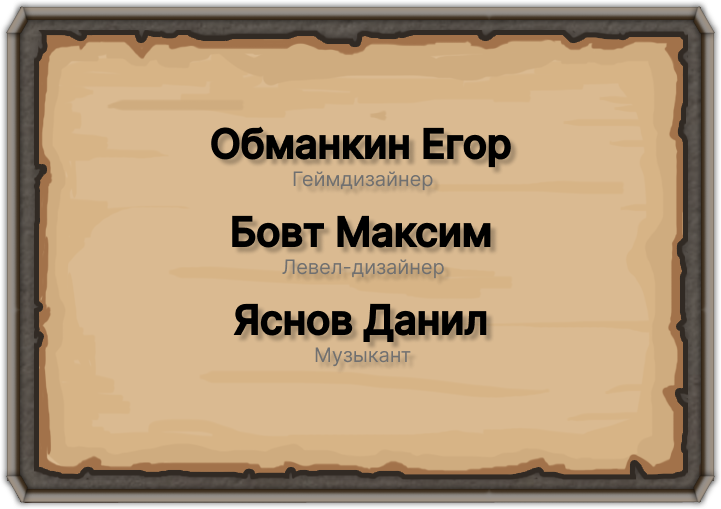 Обманкин Егор
Геймдизайнер
Бовт Максим
Левел-дизайнер
Яснов Данил
Музыкант